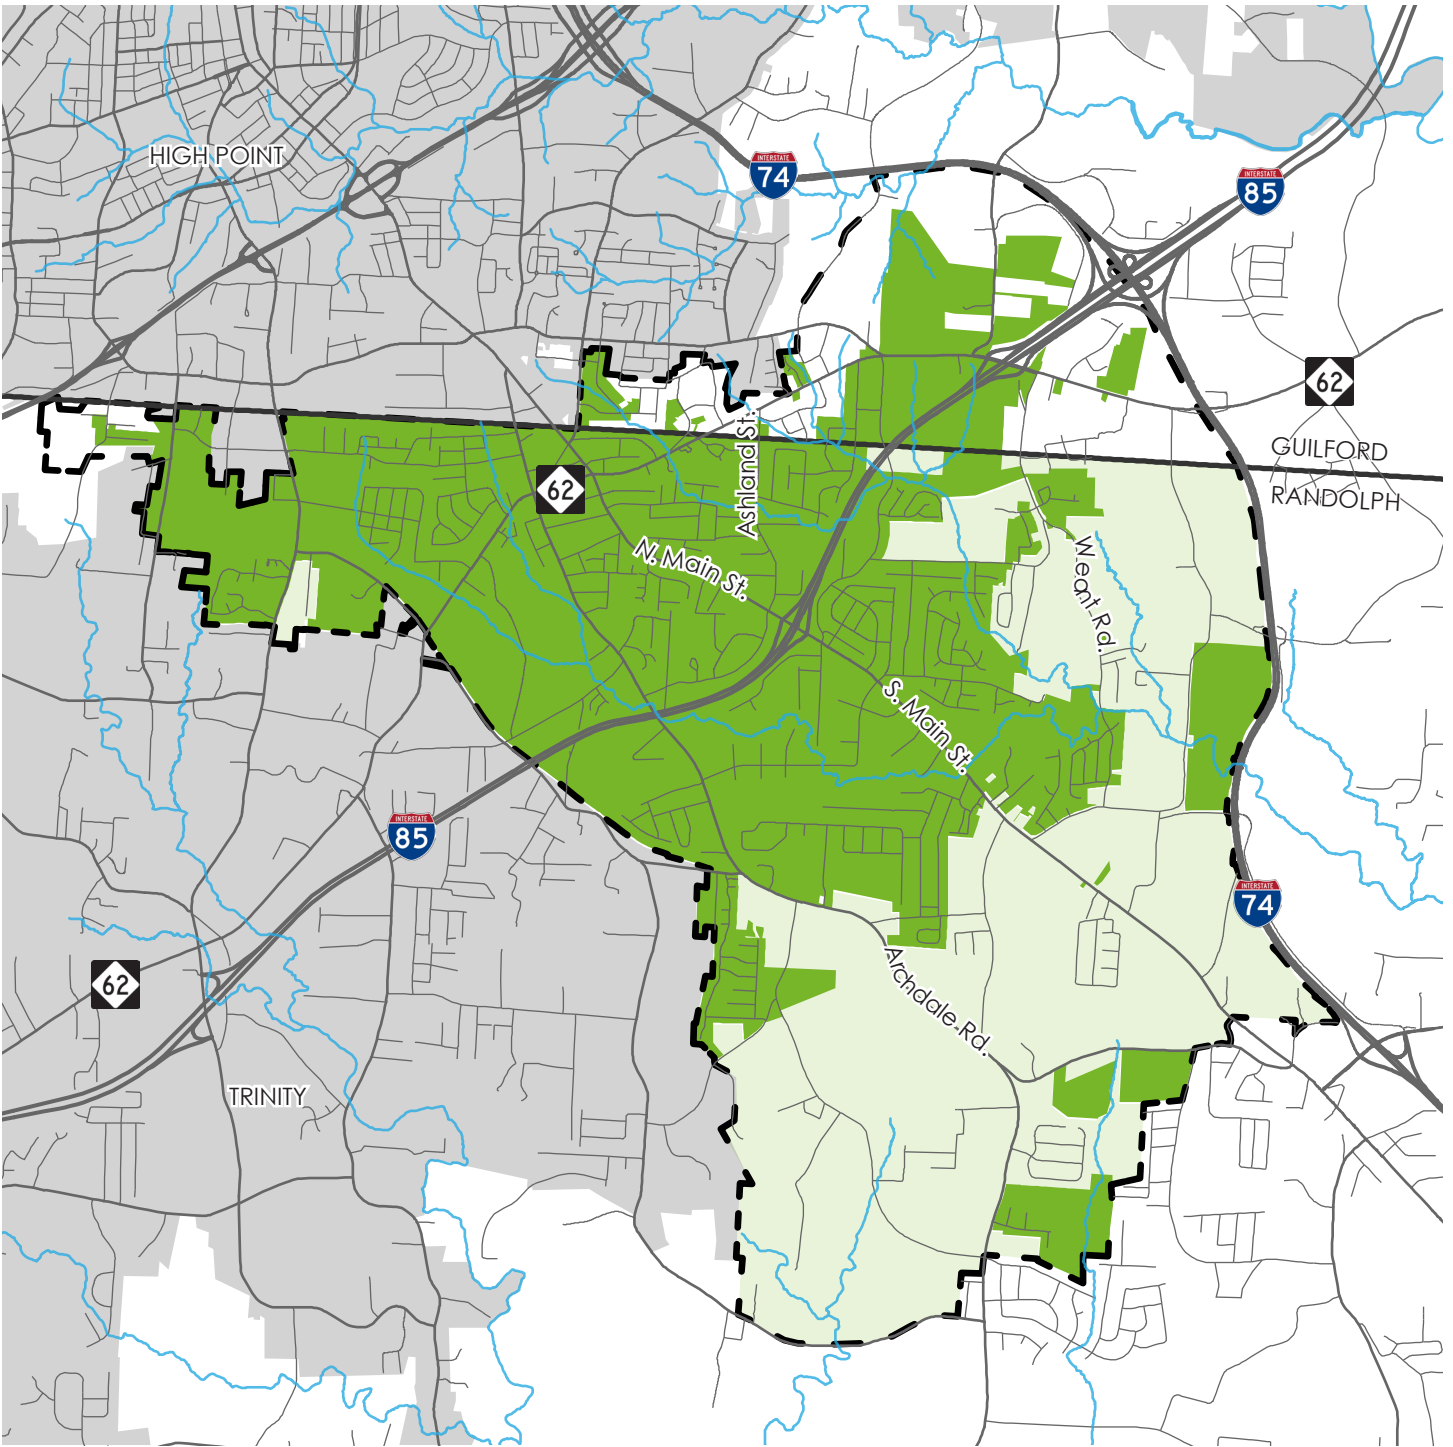 HIGH POINT
INTERSTATE
74
INTERSTATE
85
62
GUILFORD
RANDOLPH
62
Ashland St.
N. Main St.
Weant Rd.
S. Main St.
INTERSTATE
85
INTERSTATE
74
62
Archdale Rd.
TRINITY